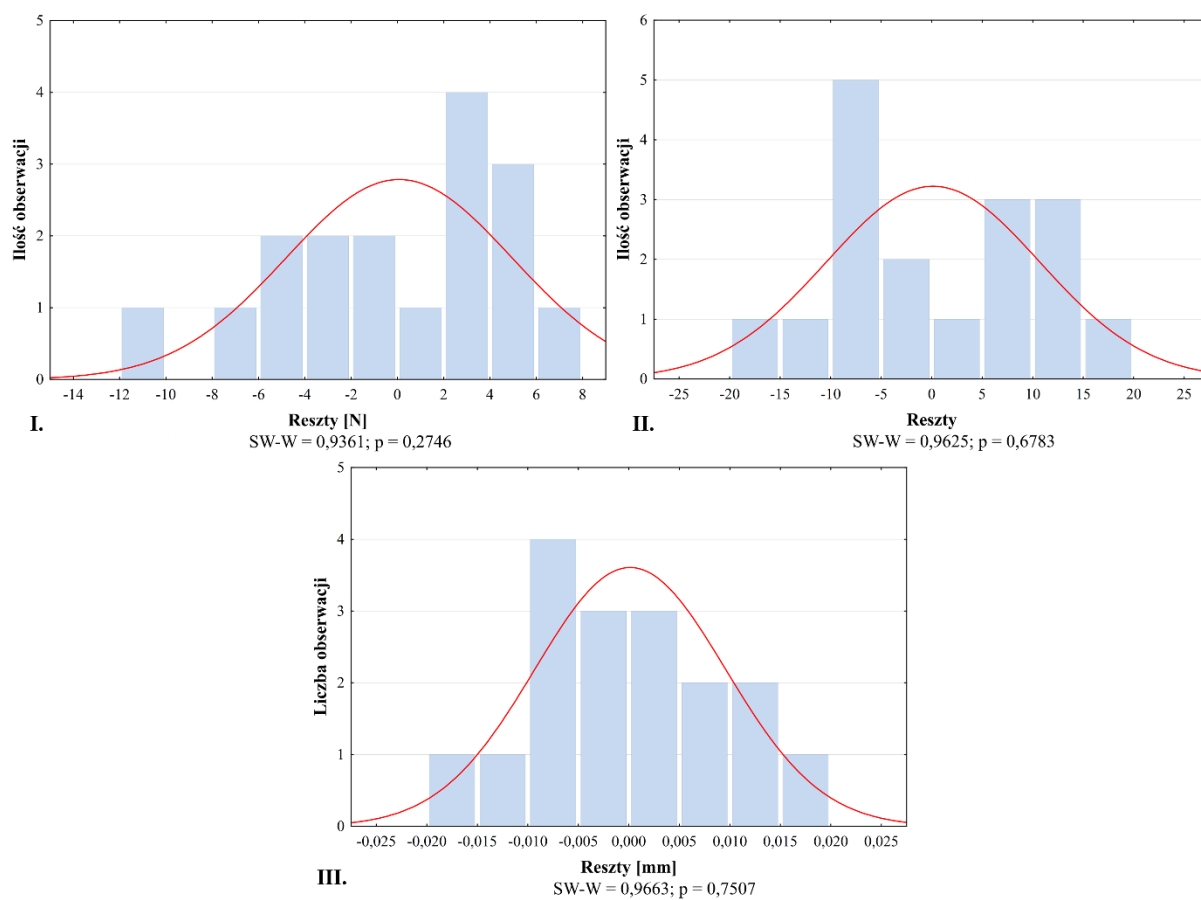 5
4
3
2
1
0
Ilość obserwacji
-14 -12 -10 -8 -6 -4 -2 0 2 4 6 8
Reszty [N]
I.
SW-W = 0,9361; p = 0,2746
6
5
4
3
2
1
0
Ilość obserwacji
-25 -20 -15 -10 -5 0 5 10 15 20 25
Reszty
II.
SW-W = 0,9625; p = 0,6783
5
4
3
2
1
0
Liczba obserwacji
-0,025 -0,020 -0,015 -0,010 -0,005 0,000 0,005 0,010 0,015 0,020 0,025
Reszty [mm]
III.
SW-W = 0,9663; p = 0,7507